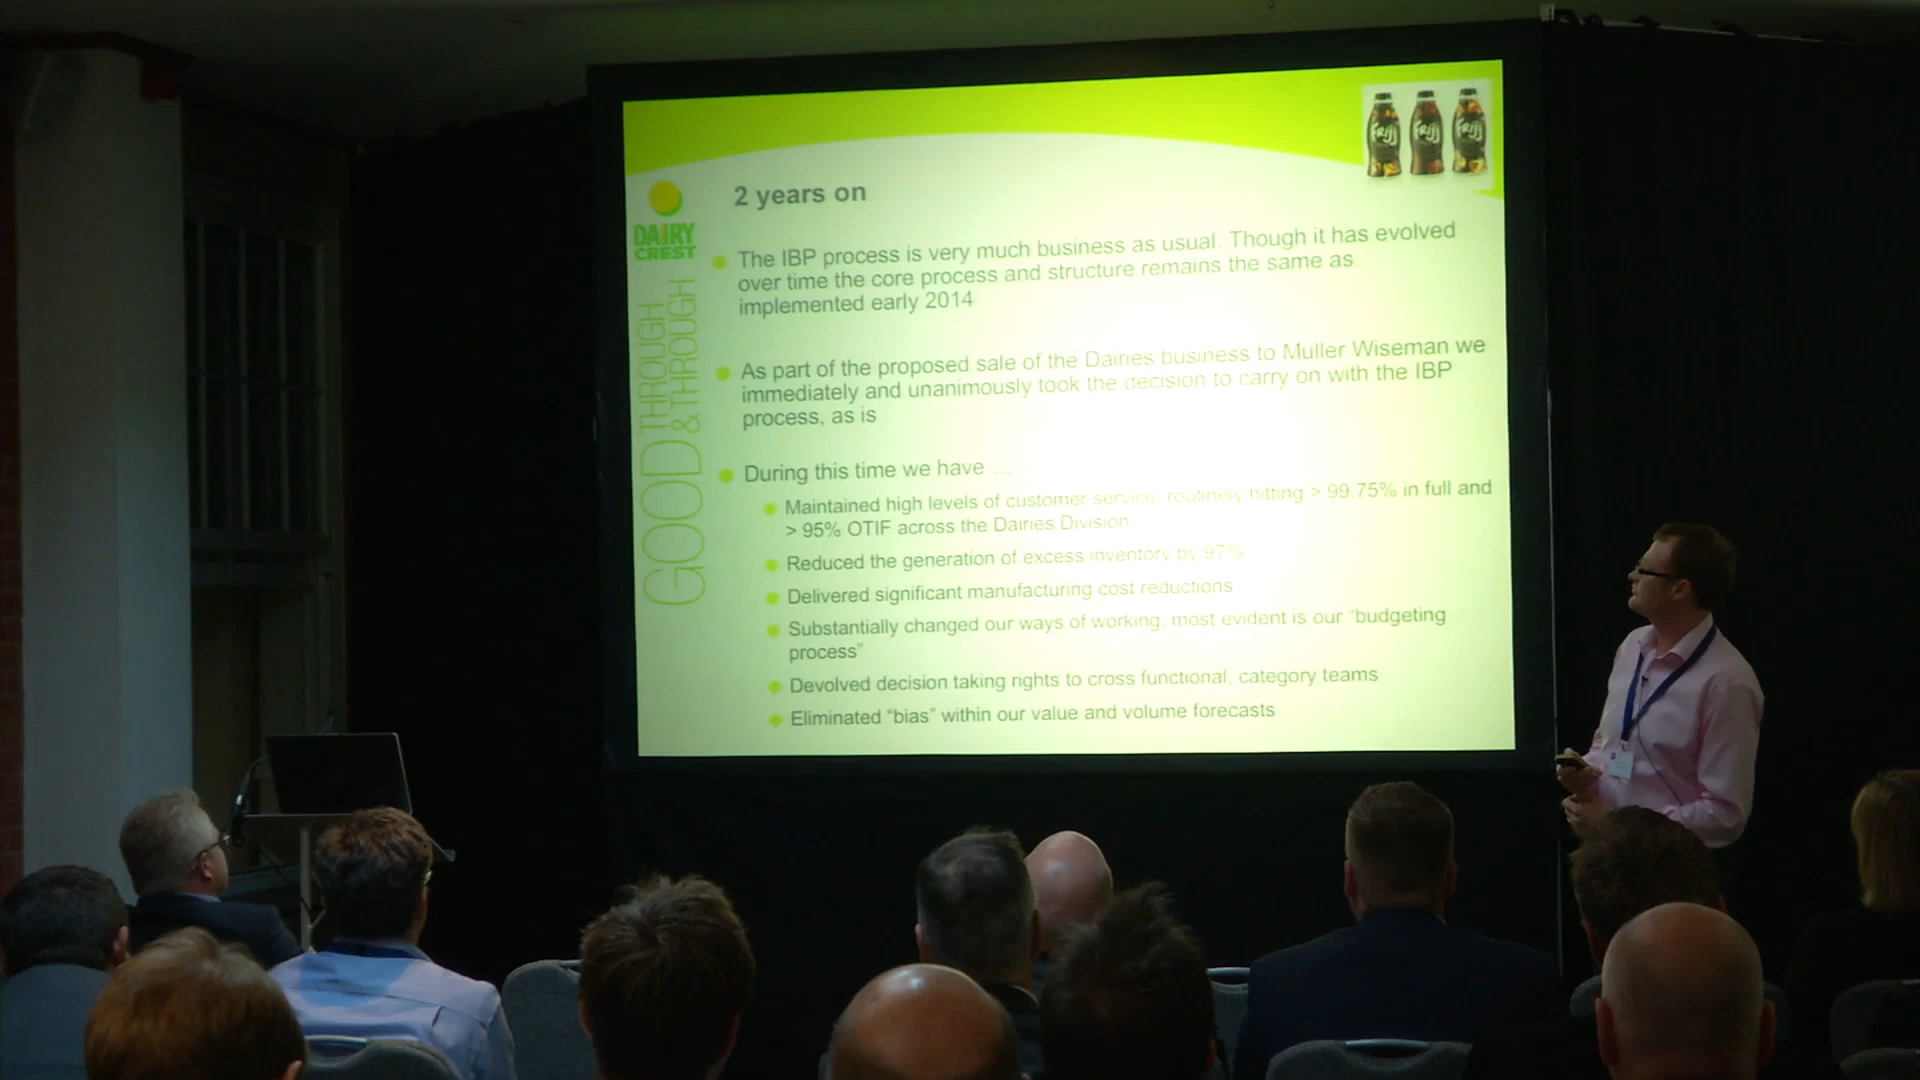 Frijj Frijj Frijj
2 years on
DAIRY
CREST
GOOD THROUGH
& THROUGH
The IBP process is very much business as usual. Though it has evolved
over time the core process and structure remains the same as
implemented early 2014
As part of the proposed sale of the Dairies business to Muller Wiseman we
immediately and unanimously took the decision to carry on with the IBP
process, as is
During this time we have ...
Maintained high levels of customer service, routinely hitting > 99.75% in full and
> 95% OTIF across the Dairies Division
Reduced the generation of excess inventory by 97%
Delivered significant manufacturing cost reductions
Substantially changed our ways of working, most evident is our "budgeting
process"
Devolved decision taking rights to cross functional, category teams
Eliminated "bias" within our value and volume forecasts